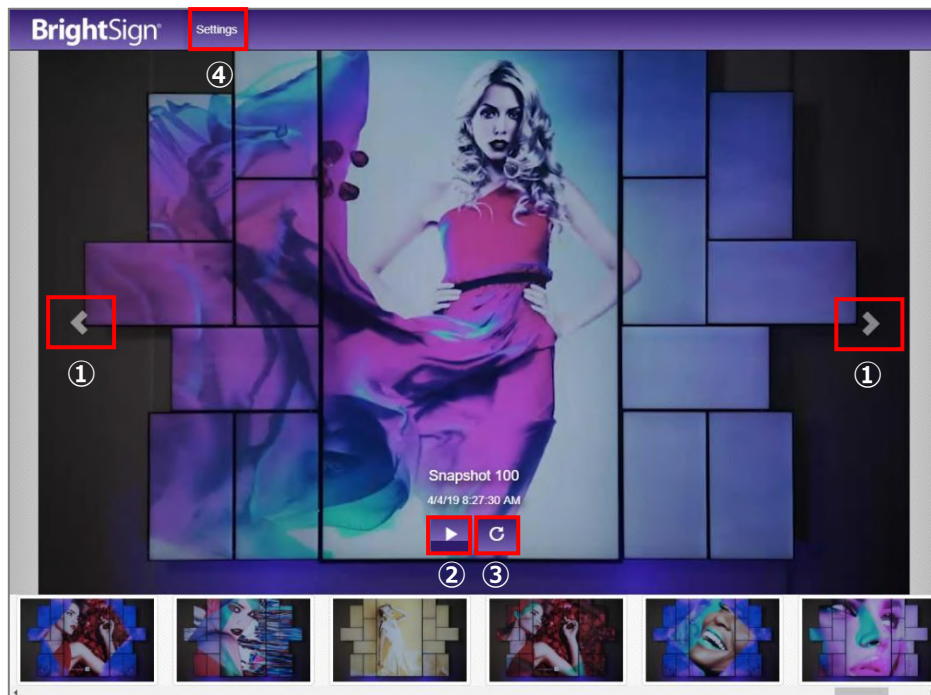 BrightSign® Settings
④
①
①
Snapshot 100
4/4/19 8:27:30 AM
② ③